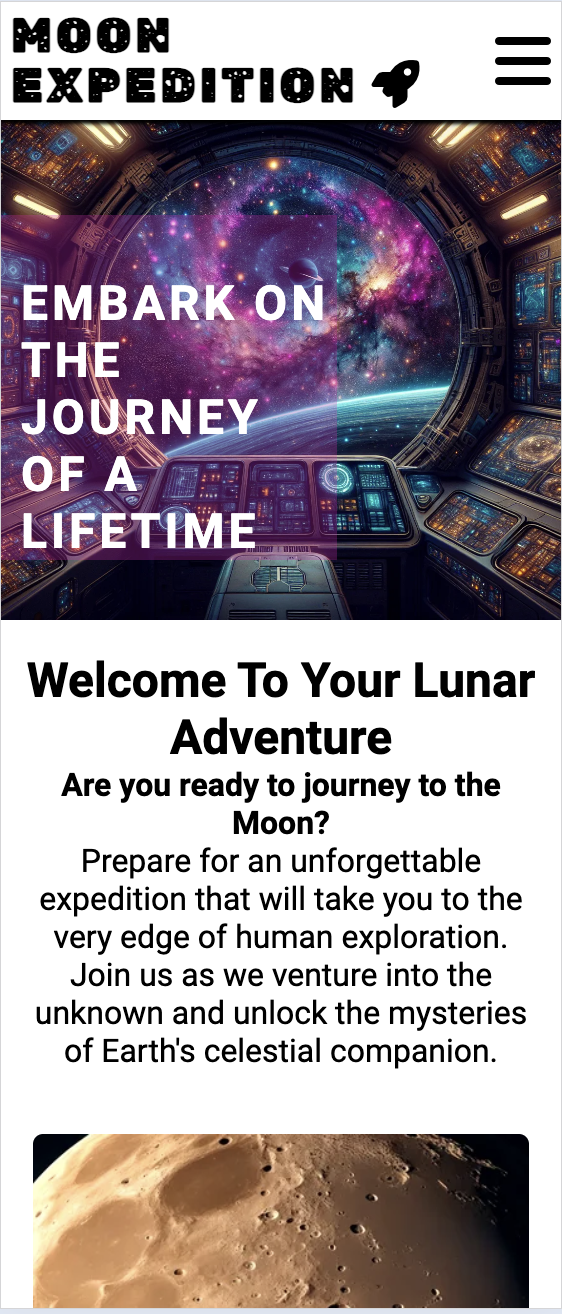 MOON
EXPEDITION
EMBARK ON
THE
JOURNEY
OF A
LIFETIME
Welcome To Your Lunar
Adventure
Are you ready to journey to the
Moon?
Prepare for an unforgettable
expedition that will take you to the
very edge of human exploration.
Join us as we venture into the
unknown and unlock the mysteries
of Earth's celestial companion.